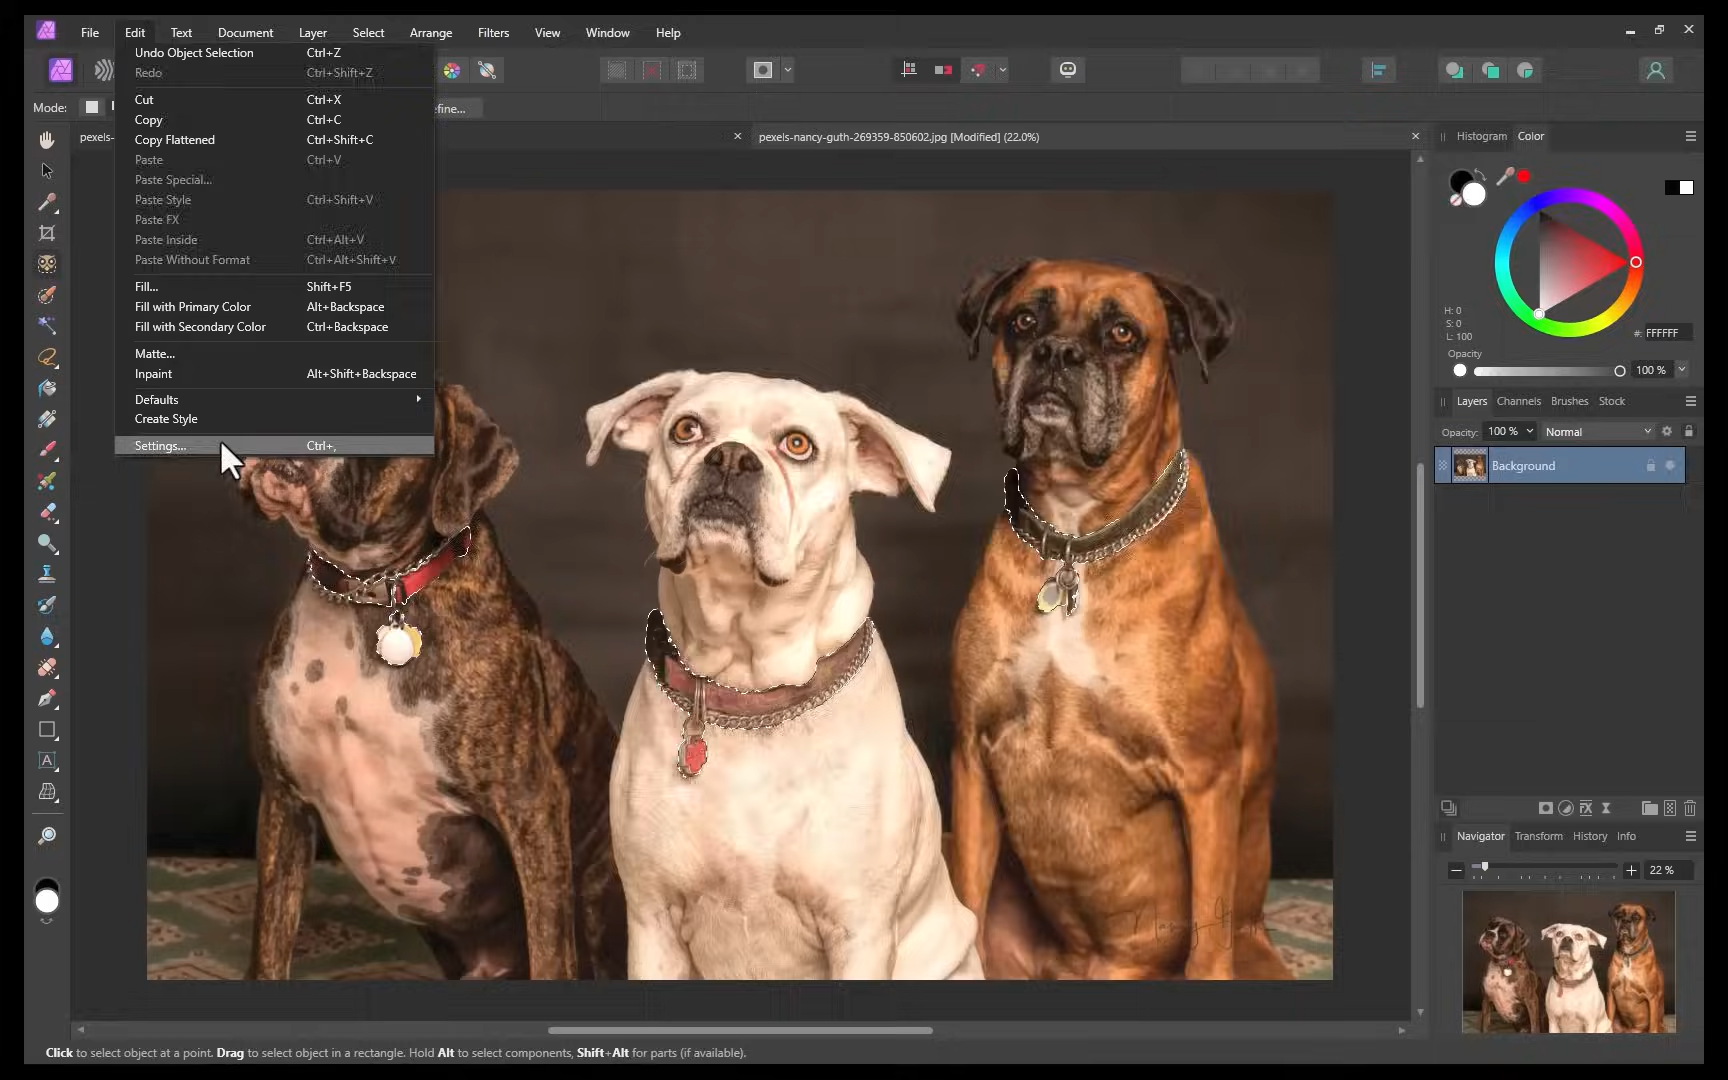 File Edit Text Document Layer Select Arrange Filters View Window Help
Undo Object Selection Ctrl+Z
Redo Ctrl+Shift+Z
Cut Ctrl+X
Copy Ctrl+C
Copy Flattened Ctrl+Shift+C
Paste Ctrl+V
Paste Special...
Paste Style Ctrl+Shift+V
Paste FX
Paste Inside Ctrl+Alt+V
Paste Without Format Ctrl+Alt+Shift+V
Fill... Shift+F5
Fill with Primary Color Alt+Backspace
Fill with Secondary Color Ctrl+Backspace
Matte...
Inpaint Alt+Shift+Backspace
Defaults
Create Style
Settings... Ctrl+,
Mode:
efine...
pexels-
pexels-nancy-guth-269359-850602.jpg [Modified] (22.0%)
Histogram Color
H: 0
S: 0
L: 100
#: FFFFFF
Opacity
100 %
Layers Channels Brushes Stock
Opacity: 100 % Normal
Background
FX
Navigator Transform History Info
22 %
Nancy Guth
Click to select object at a point. Drag to select object in a rectangle. Hold Alt to select components, Shift+Alt for parts (if available).